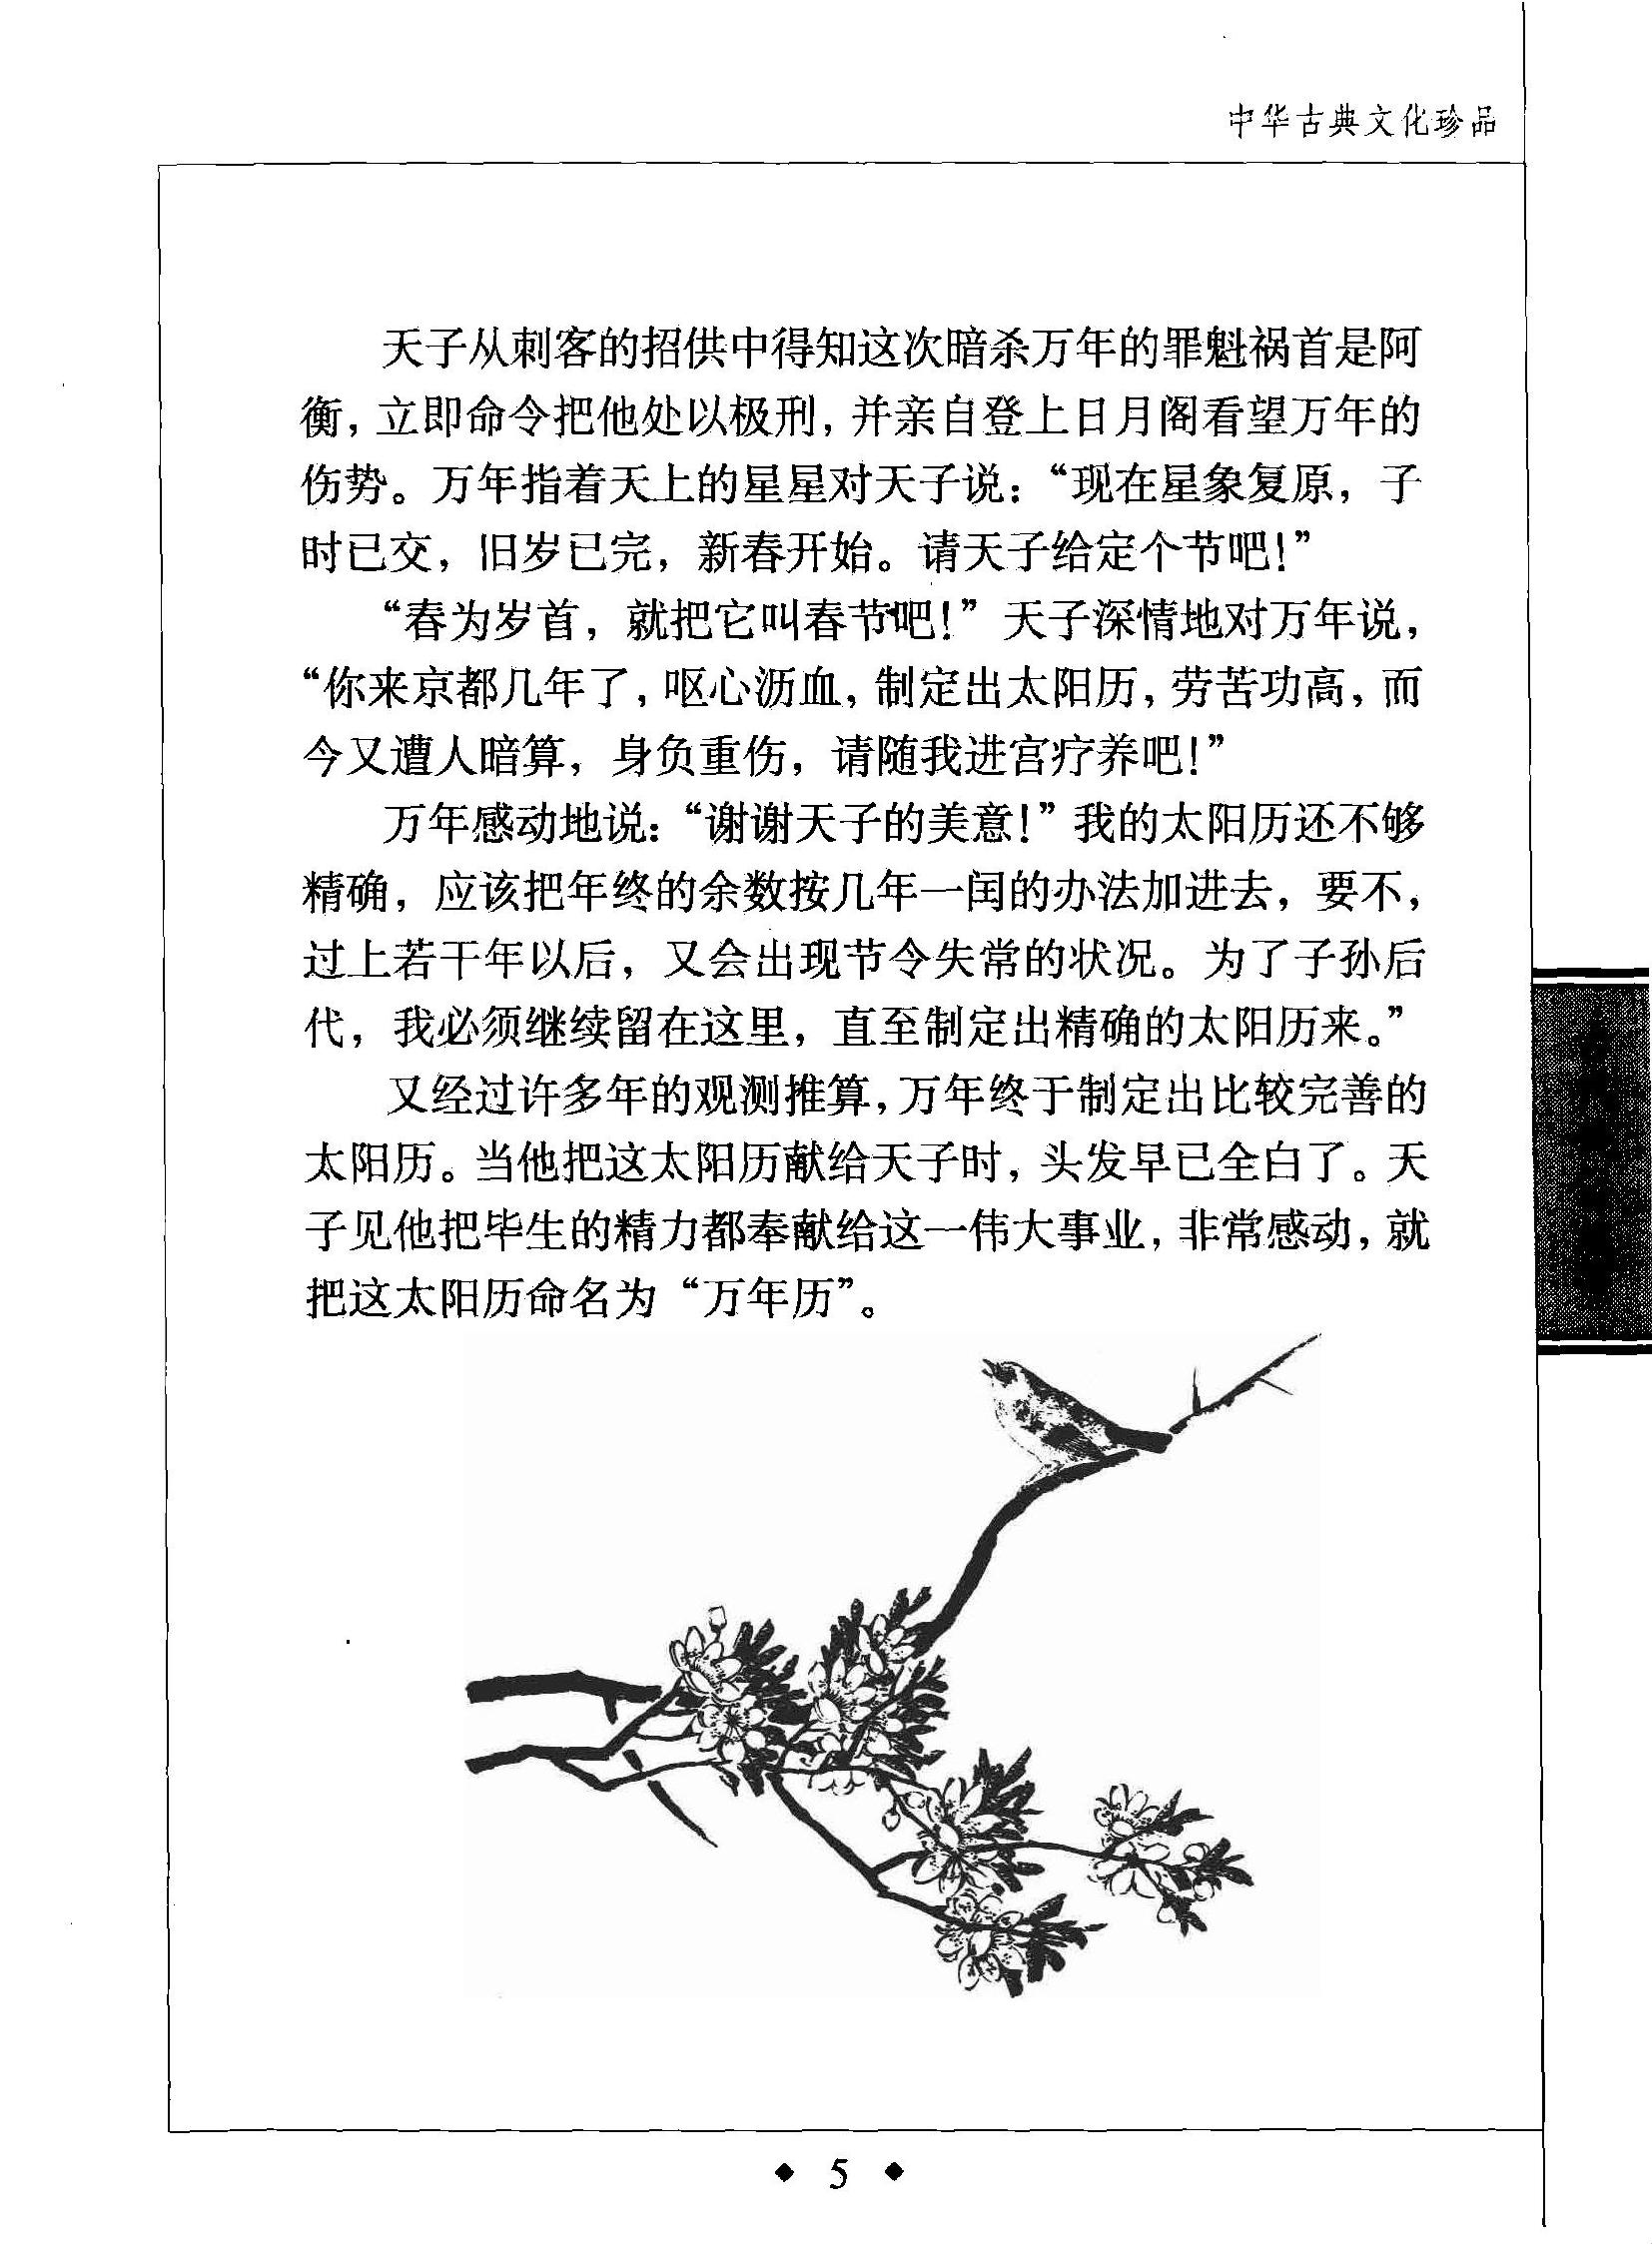 中华古典文化珍品
天子从刺客的招供中得知这次暗杀万年的罪魁祸首是阿
衡，立即命令把他处以极刑，并亲自登上日月阁看望万年的
伤势。万年指着天上的星星对天子说：“现在星象复原，子
时已交，旧岁已完，新春开始。请天子给定个节吧！”
“春为岁首，就把它叫春节吧！”天子深情地对万年说，
“你来京都几年了，呕心沥血，制定出太阳历，劳苦功高，而
今又遭人暗算，身负重伤，请随我进宫疗养吧！”
万年感动地说：“谢谢天子的美意！”我的太阳历还不够
精确，应该把年终的余数按几年一闰的办法加进去，要不，
过上若干年以后，又会出现节令失常的状况。为了子孙后
代，我必须继续留在这里，直至制定出精确的太阳历来。”
又经过许多年的观测推算，万年终于制定出比较完善的
太阳历。当他把这太阳历献给天子时，头发早已全白了。天
子见他把毕生的精力都奉献给这一伟大事业，非常感动，就
把这太阳历命名为“万年历”。
◆ 5 ◆